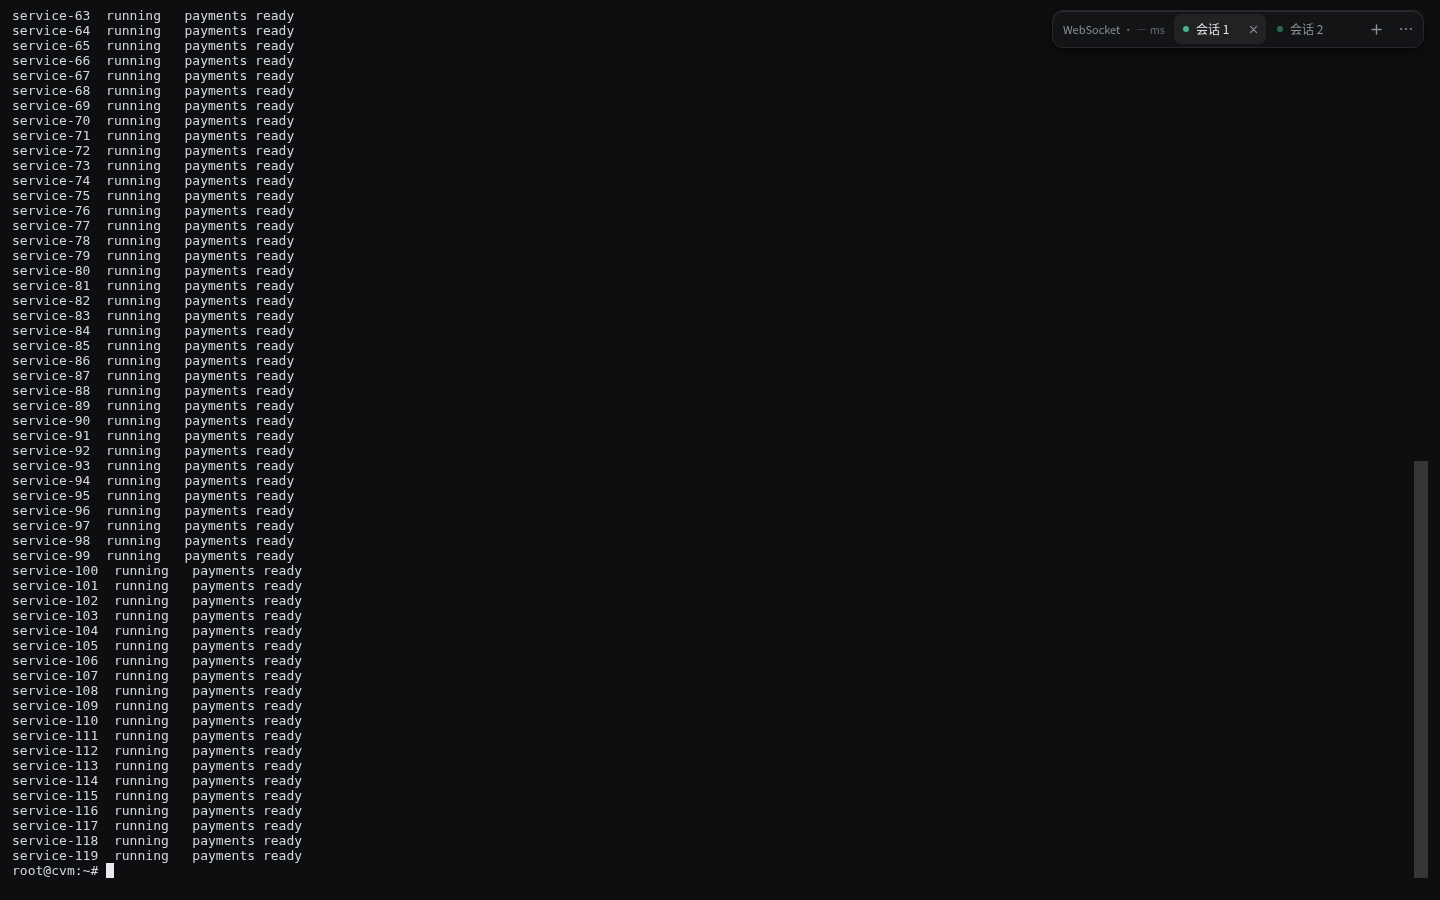 WebSocket · — ms 会话 1 × 会话 2 + ···
service-63  running   payments ready
service-64  running   payments ready
service-65  running   payments ready
service-66  running   payments ready
service-67  running   payments ready
service-68  running   payments ready
service-69  running   payments ready
service-70  running   payments ready
service-71  running   payments ready
service-72  running   payments ready
service-73  running   payments ready
service-74  running   payments ready
service-75  running   payments ready
service-76  running   payments ready
service-77  running   payments ready
service-78  running   payments ready
service-79  running   payments ready
service-80  running   payments ready
service-81  running   payments ready
service-82  running   payments ready
service-83  running   payments ready
service-84  running   payments ready
service-85  running   payments ready
service-86  running   payments ready
service-87  running   payments ready
service-88  running   payments ready
service-89  running   payments ready
service-90  running   payments ready
service-91  running   payments ready
service-92  running   payments ready
service-93  running   payments ready
service-94  running   payments ready
service-95  running   payments ready
service-96  running   payments ready
service-97  running   payments ready
service-98  running   payments ready
service-99  running   payments ready
service-100  running   payments ready
service-101  running   payments ready
service-102  running   payments ready
service-103  running   payments ready
service-104  running   payments ready
service-105  running   payments ready
service-106  running   payments ready
service-107  running   payments ready
service-108  running   payments ready
service-109  running   payments ready
service-110  running   payments ready
service-111  running   payments ready
service-112  running   payments ready
service-113  running   payments ready
service-114  running   payments ready
service-115  running   payments ready
service-116  running   payments ready
service-117  running   payments ready
service-118  running   payments ready
service-119  running   payments ready
root@cvm:~#